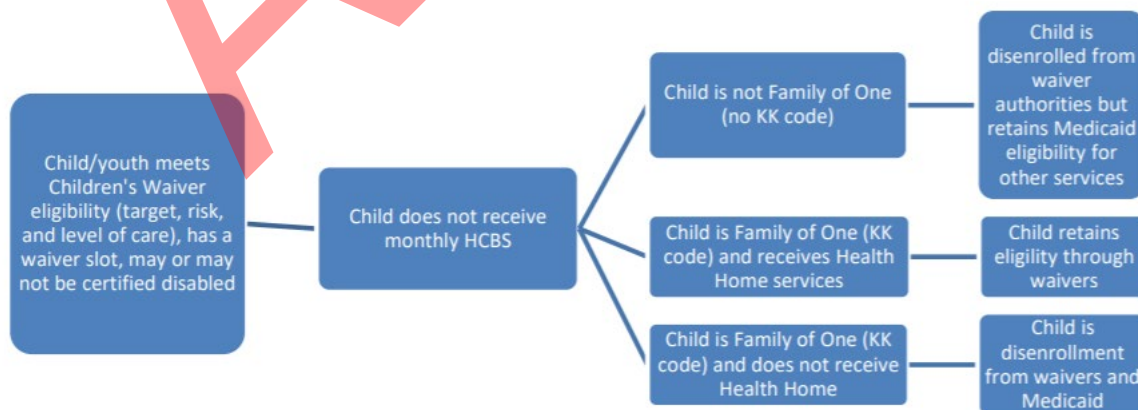 Child/youth meets
Children's Waiver
eligibility (target, risk,
and level of care), has a
waiver slot, may or may
not be certified disabled
Child does not receive
monthly HCBS
Child is not Family of One
(no KK code)
Child is disenrolled from
waiver
authorities but
retains Medicaid
eligibility for
other services
Child is Family of One (KK
code) and receives Health
Home services
Child retains
eligility through
waivers
Child is Family of One (KK
code) and does not receive
Health Home
Child is
disenrollment
from waivers and
Medicaid